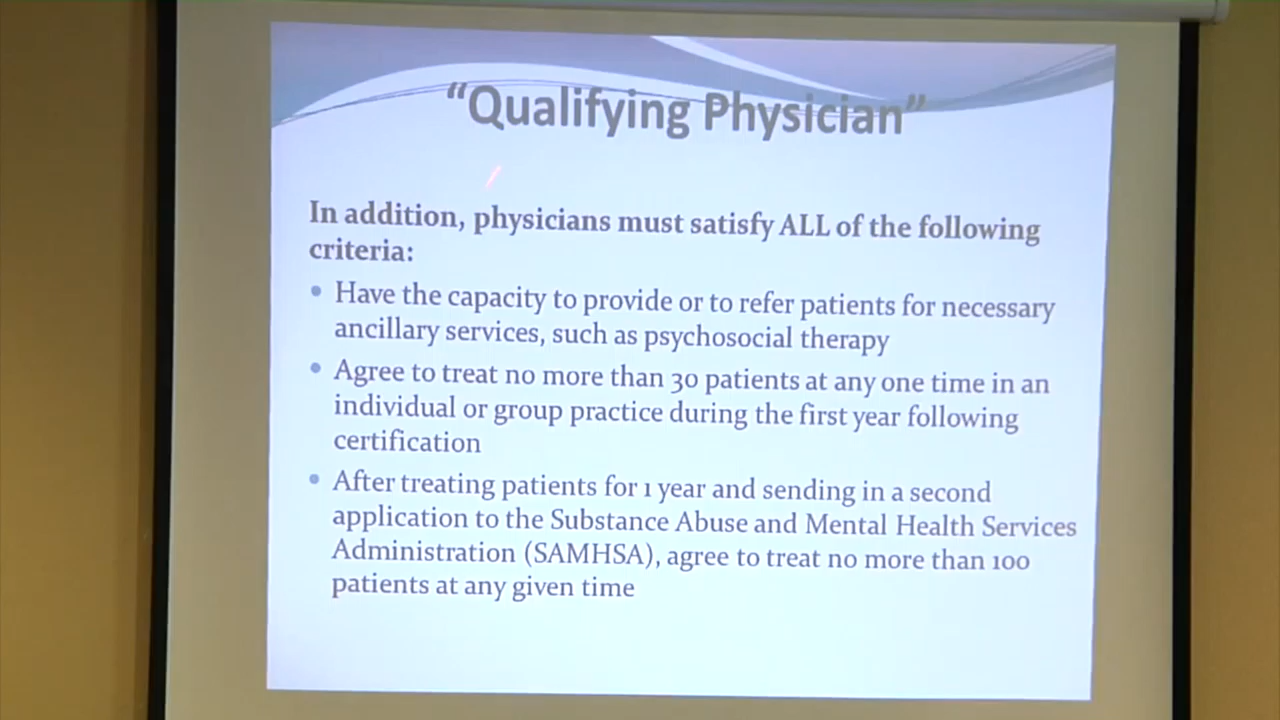 “Qualifying Physician”
In addition, physicians must satisfy ALL of the following
criteria:
• Have the capacity to provide or to refer patients for necessary
ancillary services, such as psychosocial therapy
• Agree to treat no more than 30 patients at any one time in an
individual or group practice during the first year following
certification
• After treating patients for 1 year and sending in a second
application to the Substance Abuse and Mental Health Services
Administration (SAMHSA), agree to treat no more than 100
patients at any given time